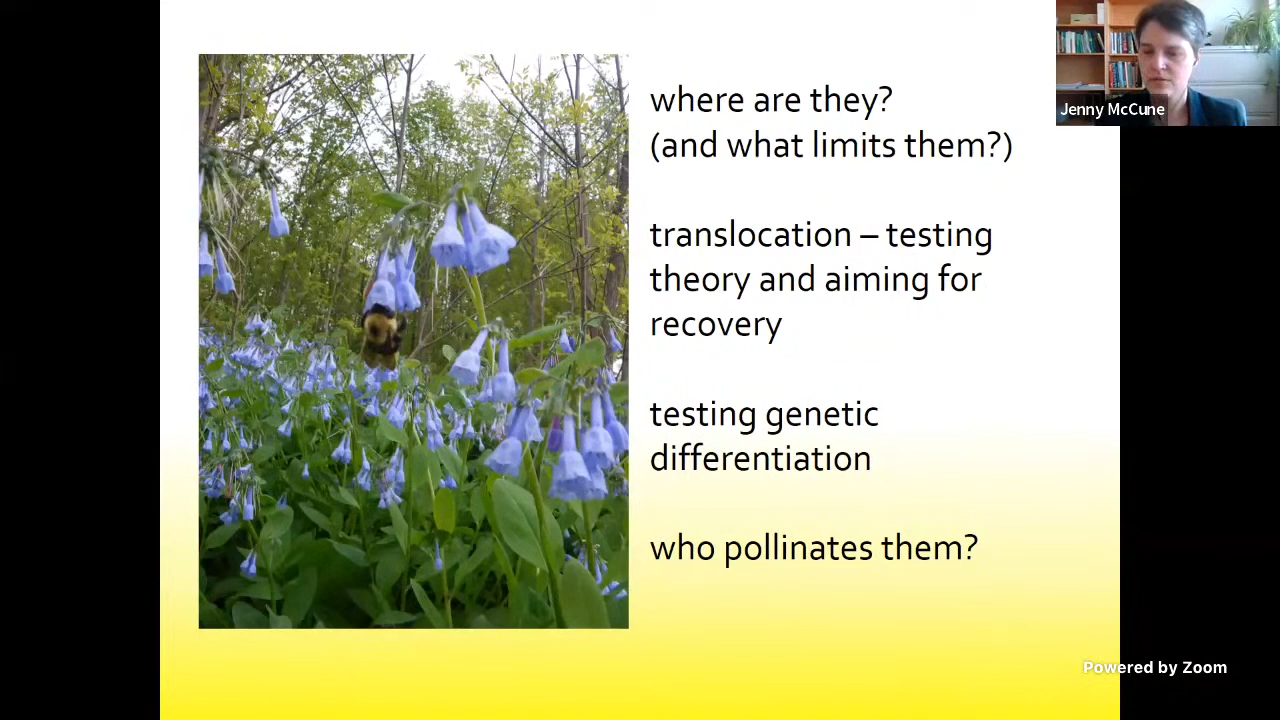 where are they?
(and what limits them?)
translocation – testing
theory and aiming for
recovery
testing genetic
differentiation
who pollinates them?
Jenny McCune
Powered by Zoom